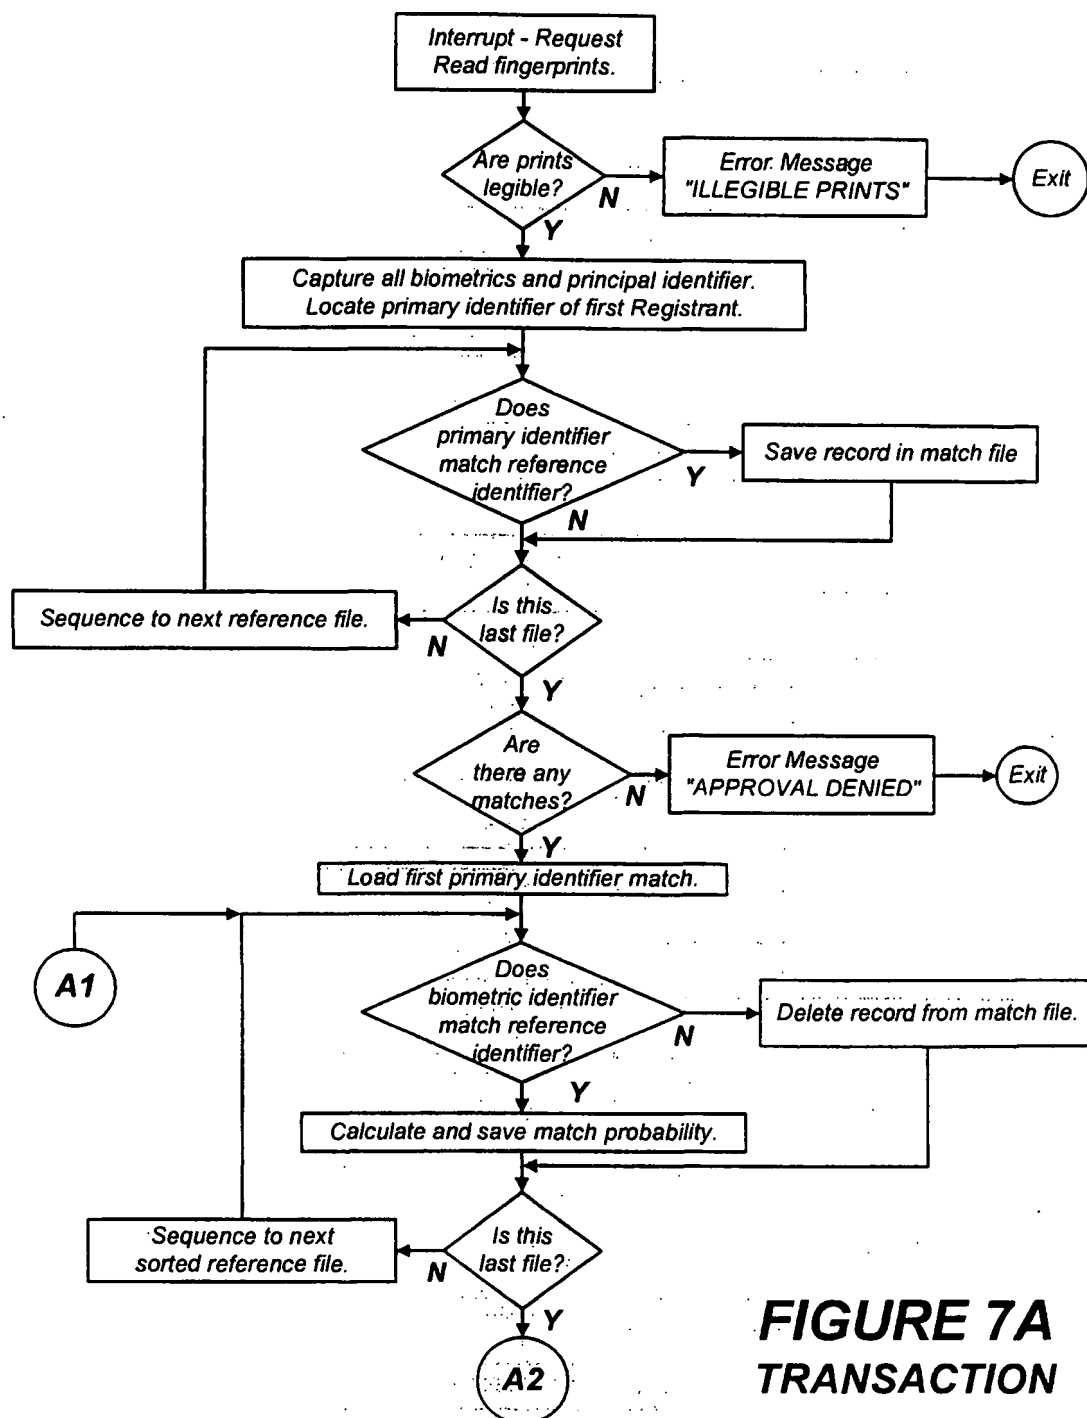 Interrupt - Request
Read fingerprints.
Are prints
legible?
N
Error. Message
"ILLEGIBLE PRINTS"
Exit
Y
Capture all biometrics and principal identifier.
Locate primary identifier of first Registrant.
Does
primary identifier
match reference
identifier?
Y
Save record in match file
N
Sequence to next reference file.
N
Is this
last file?
Y
Are
there any
matches?
N
Error Message
"APPROVAL DENIED"
Exit
Y
Load first primary identifier match.
A1
Does
biometric identifier
match reference
identifier?
N
Delete record from match file.
Y
Calculate and save match probability.
Sequence to next
sorted reference file.
N
Is this
last file?
Y
A2
FIGURE 7A
TRANSACTION